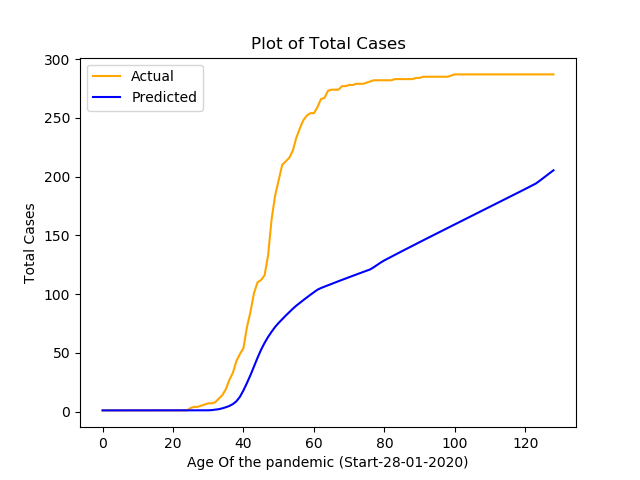 Plot of Total Cases
Actual
Predicted
300
250
200
150
100
50
0
Total Cases
0 20 40 60 80 100 120
Age Of the pandemic (Start-28-01-2020)